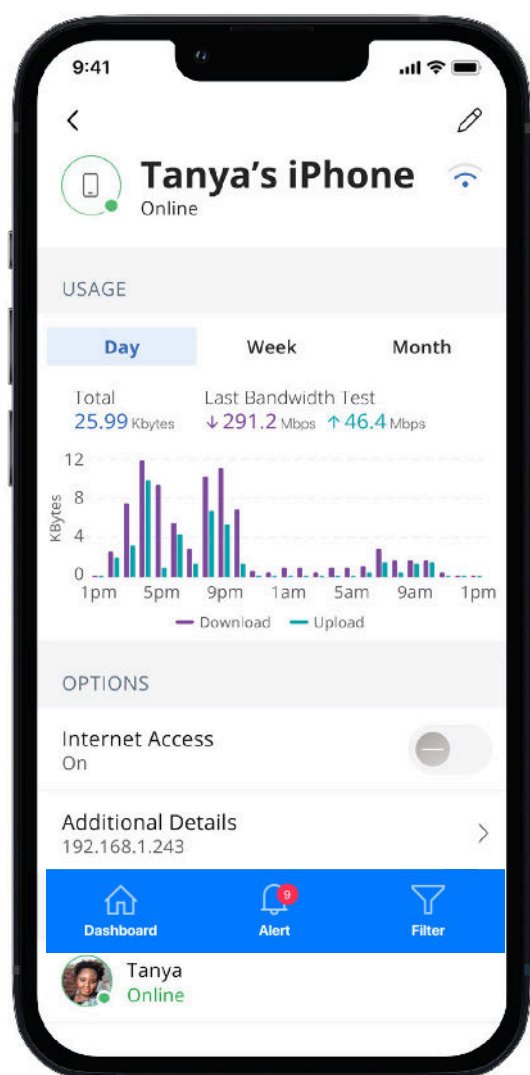 9:41
Tanya's iPhone
Online
USAGE
Day Week Month
Total Last Bandwidth Test
25.99 Kbytes ↓291.2 Mbps ↑46.4 Mbps
12
8
4
0
KBytes
1pm 5pm 9pm 1am 5am 9am 1pm
Download Upload
OPTIONS
Internet Access
On
Additional Details
192.168.1.243
9
Dashboard Alert Filter
Tanya
Online